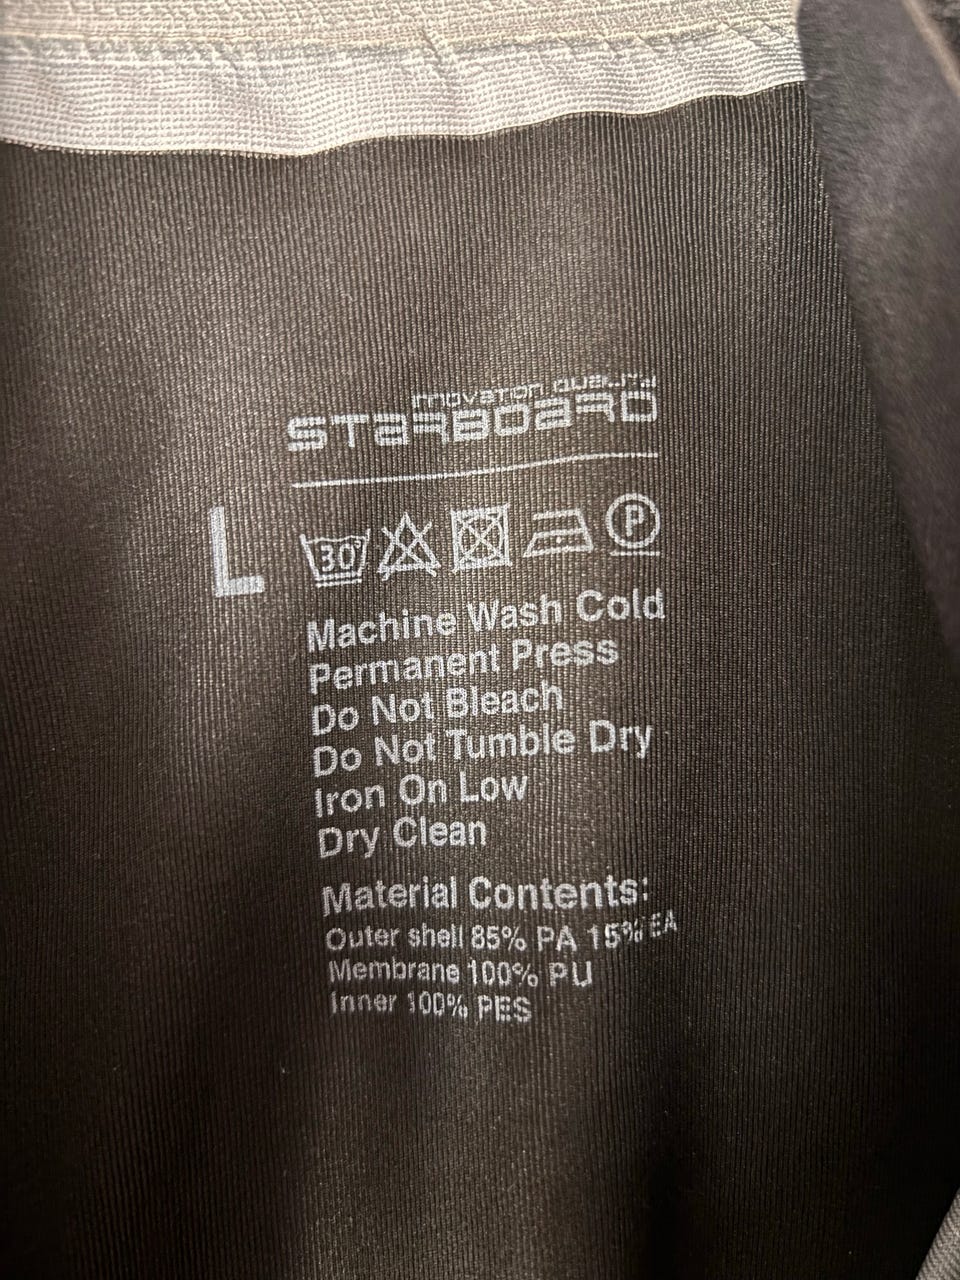 innovation quality
STaRBOaRD
L
30°
P
Machine Wash Cold
Permanent Press
Do Not Bleach
Do Not Tumble Dry
Iron On Low
Dry Clean
Material Contents:
Outer shell 85% PA 15% EA
Membrane 100% PU
Inner 100% PES